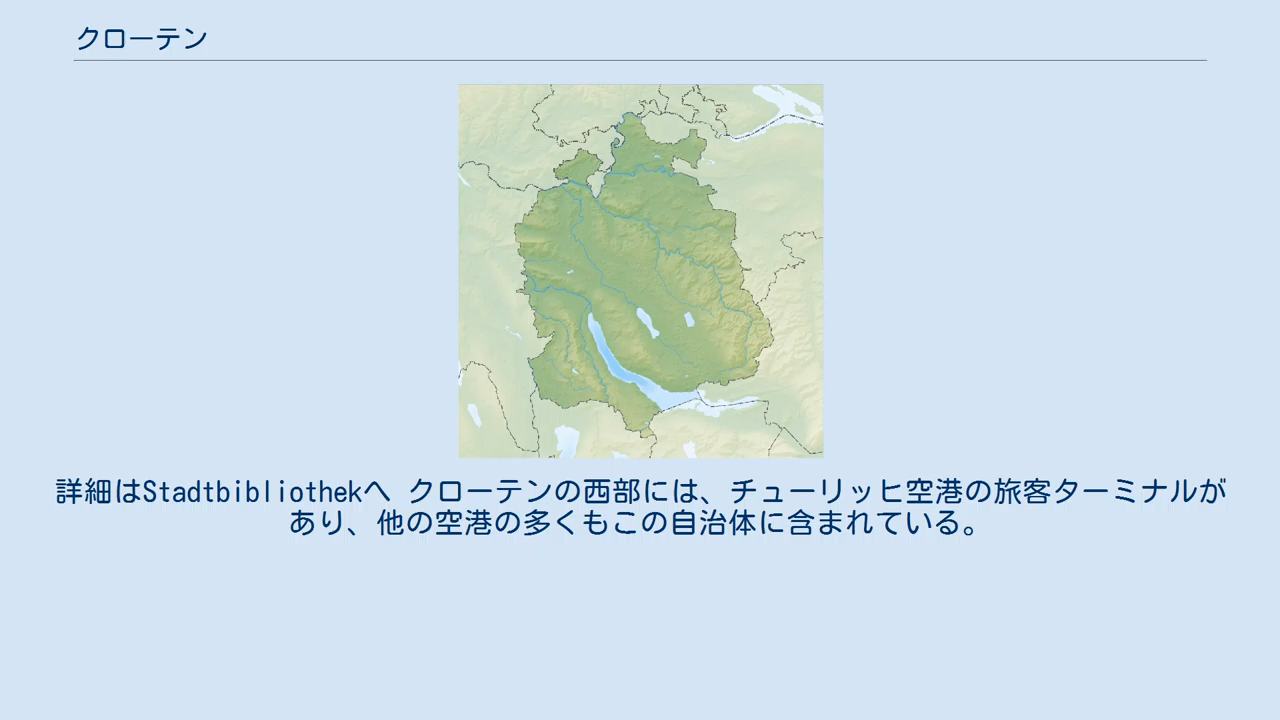 クローテン
詳細はStadtbibliothekへ クローテンの西部には、チューリッヒ空港の旅客ターミナルが
あり、他の空港の多くもこの自治体に含まれている。